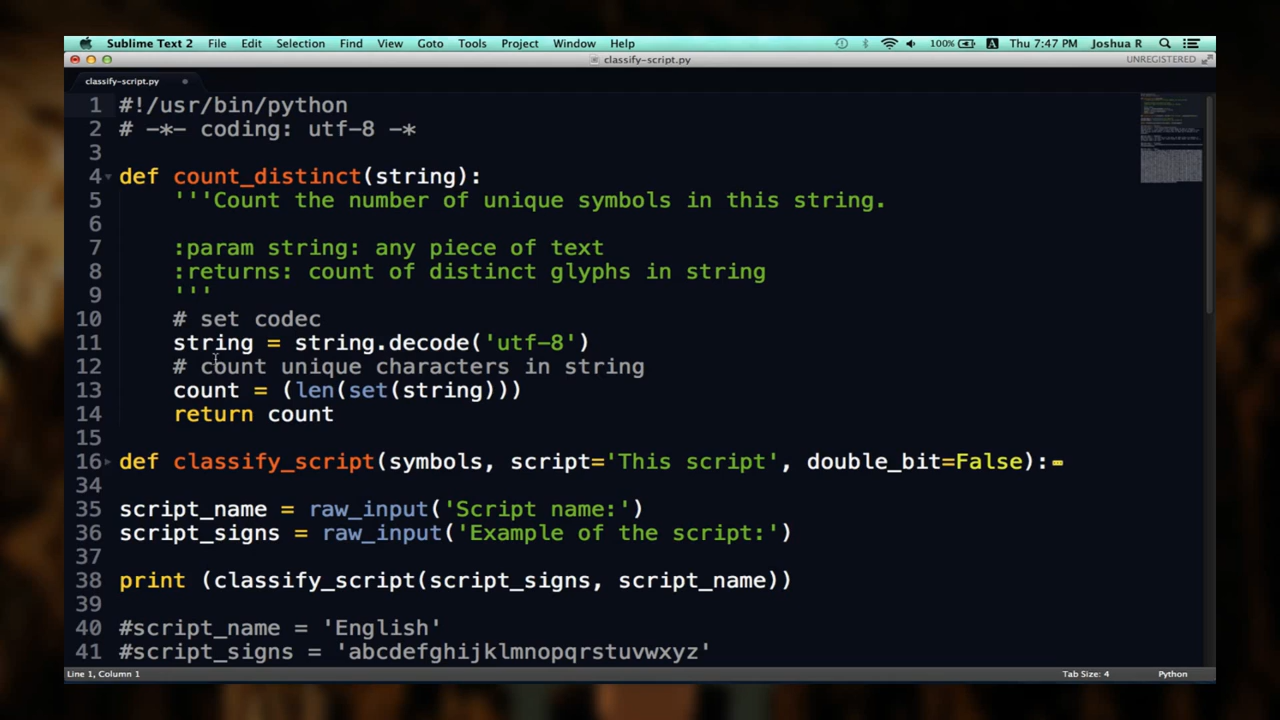 Sublime Text 2 File Edit Selection Find View Goto Tools Project Window Help 100% A Thu 7:47 PM Joshua R
classify-script.py UNREGISTERED
classify-script.py
1 #!/usr/bin/python
2 # -*- coding: utf-8 -*
3
4 def count_distinct(string):
5 '''Count the number of unique symbols in this string.
6
7 :param string: any piece of text
8 :returns: count of distinct glyphs in string
9 '''
10 # set codec
11 string = string.decode('utf-8')
12 # count unique characters in string
13 count = (len(set(string)))
14 return count
15
16 def classify_script(symbols, script='This script', double_bit=False):
34
35 script_name = raw_input('Script name:')
36 script_signs = raw_input('Example of the script:')
37
38 print (classify_script(script_signs, script_name))
39
40 #script_name = 'English'
41 #script_signs = 'abcdefghijklmnopqrstuvwxyz'
Line 1, Column 1 Tab Size: 4 Python